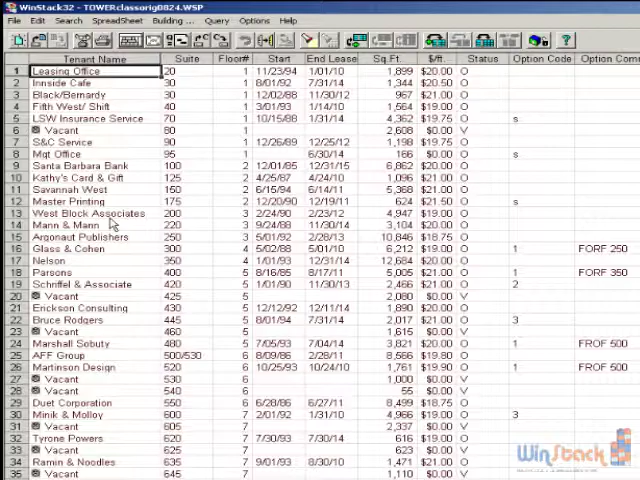 WinStack32 - TOWERclassorig0824.WSP
File Edit Search SpreadSheet Building ... Query Options Help
Tenant Name Suite Floor# Start End Lease Sq.Ft. $/ft. Status Option Code Option Com
1 Leasing Office 20 1 11/23/94 1/01/10 1,899 $20.00 O
2 Innside Cafe 30 1 8/01/92 7/31/14 1,344 $20.50 O
3 Black/Bernardy 30 1 12/02/88 11/30/12 967 $21.00 O
4 Fifth West/ Shift 40 1 3/01/93 1/01/14 1,564 $19.00 O
5 LSW Insurance Service 70 1 10/15/88 1/31/14 4,362 $19.75 O s
6 Vacant 80 1 2,608 $0.00 V
7 S&C Service 90 1 12/26/89 12/25/12 1,198 $19.75 O
8 Mgt Office 95 1 6/30/14 166 $0.00 O s
9 Santa Barbara Bank 100 2 12/01/95 12/31/15 6,862 $20.00 O
10 Kathy's Card & Gift 125 2 4/25/87 4/24/10 1,581 $20.00 O
11 Savannah West 150 2 6/15/94 6/14/14 5,368 $21.00 O
12 Master Printing 175 2 12/20/90 12/19/12 624 $21.50 O s
13 West Block Associates 200 3 2/24/90 2/23/12 4,947 $19.00 O
14 Mann & Mann 220 3 9/24/88 11/30/14 3,104 $20.00 O
15 Argonaut Publishers 250 3 5/01/92 2/28/13 10,846 $18.75 O
16 Glass & Cohen 300 4 5/02/88 5/01/10 6,212 $19.00 O 1 FORF 250
17 Nelson 350 4 1/01/93 12/31/14 12,684 $20.00 O
18 Parsons 400 5 8/16/85 8/17/11 5,005 $21.00 O 1 FORF 350
19 Schriffel & Associate 420 5 1/01/90 11/30/13 2,466 $21.00 O 2
20 Vacant 425 5 2,080 $0.00 V
21 Erickson Consulting 430 5 12/12/92 12/11/14 1,890 $20.00 O
22 Bruce Rodgers 445 5 8/01/94 7/31/14 2,017 $21.00 O 3
23 Vacant 460 5 1,615 $0.00 V
24 Marshall Sobuty 480 5 7/05/93 7/04/13 3,821 $20.00 O 1 FROF 500
25 AFF Group 500/530 6 8/09/86 2/28/11 8,566 $19.80 O
26 Martinson Design 520 6 10/25/93 10/24/14 1,761 $19.90 O 1 FROF 500
27 Vacant 530 6 1,000 $0.00 V
28 Vacant 540 6 55 $0.00 V
29 Duet Corporation 550 6 6/28/86 6/27/11 8,499 $18.75 O
30 Minik & Molloy 600 7 2/01/92 1/31/10 4,966 $19.00 O 3
31 Vacant 605 7 2,337 $0.00 V
32 Tyrone Powers 620 7 7/30/93 7/30/14 616 $19.00 O
33 Vacant 625 7 623 $0.00 V
34 Ramin & Noodles 635 7 9/01/93 8/30/10 1,471 $21.00 O
35 Vacant 645 7 1,110 $0.00 V
WinStack